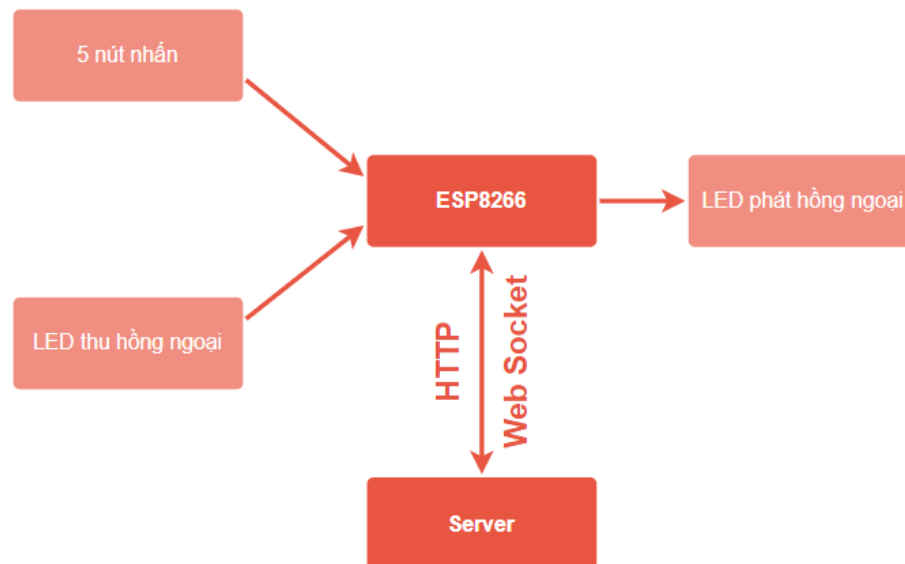 5 nút nhấn
ESP8266
LED phát hồng ngoại
LED thu hồng ngoại
HTTP
Web Socket
Server